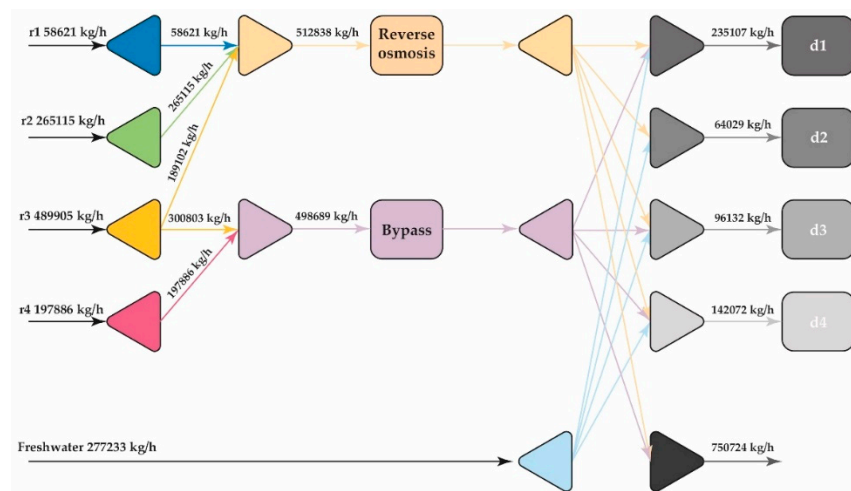 r1 58621 kg/h
58621 kg/h
512838 kg/h
Reverse
osmosis
235107 kg/h
d1
265115 kg/h
r2 265115 kg/h
64029 kg/h
d2
189102 kg/h
r3 489905 kg/h
300803 kg/h
498689 kg/h
Bypass
96132 kg/h
d3
197886 kg/h
r4 197886 kg/h
142072 kg/h
d4
Freshwater 277233 kg/h
750724 kg/h